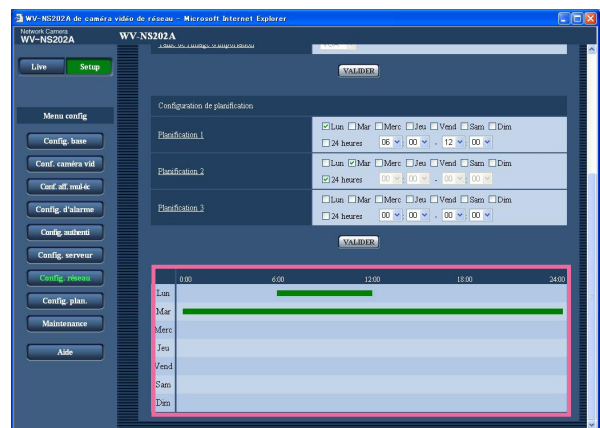 WV-NS202A de caméra vidéo de réseau - Microsoft Internet Explorer
Network Camera
WV-NS202A
WV-NS202A
Live Setup
VALIDER
Menu config
Config. base
Conf. caméra vid
Conf. aff. mul-éc
Config. d'alarme
Config. authenti
Config. serveur
Config. réseau
Config. plan.
Maintenance
Aide
Configuration de planification
Planification 1
Lun Mar Merc Jeu Vend Sam Dim
24 heures 06 : 00 - 12 : 00
Planification 2
Lun Mar Merc Jeu Vend Sam Dim
24 heures 00 : 00 - 00 : 00
Planification 3
Lun Mar Merc Jeu Vend Sam Dim
24 heures 00 : 00 - 00 : 00
VALIDER
0:00 6:00 12:00 18:00 24:00
Lun
Mar
Merc
Jeu
Vend
Sam
Dim